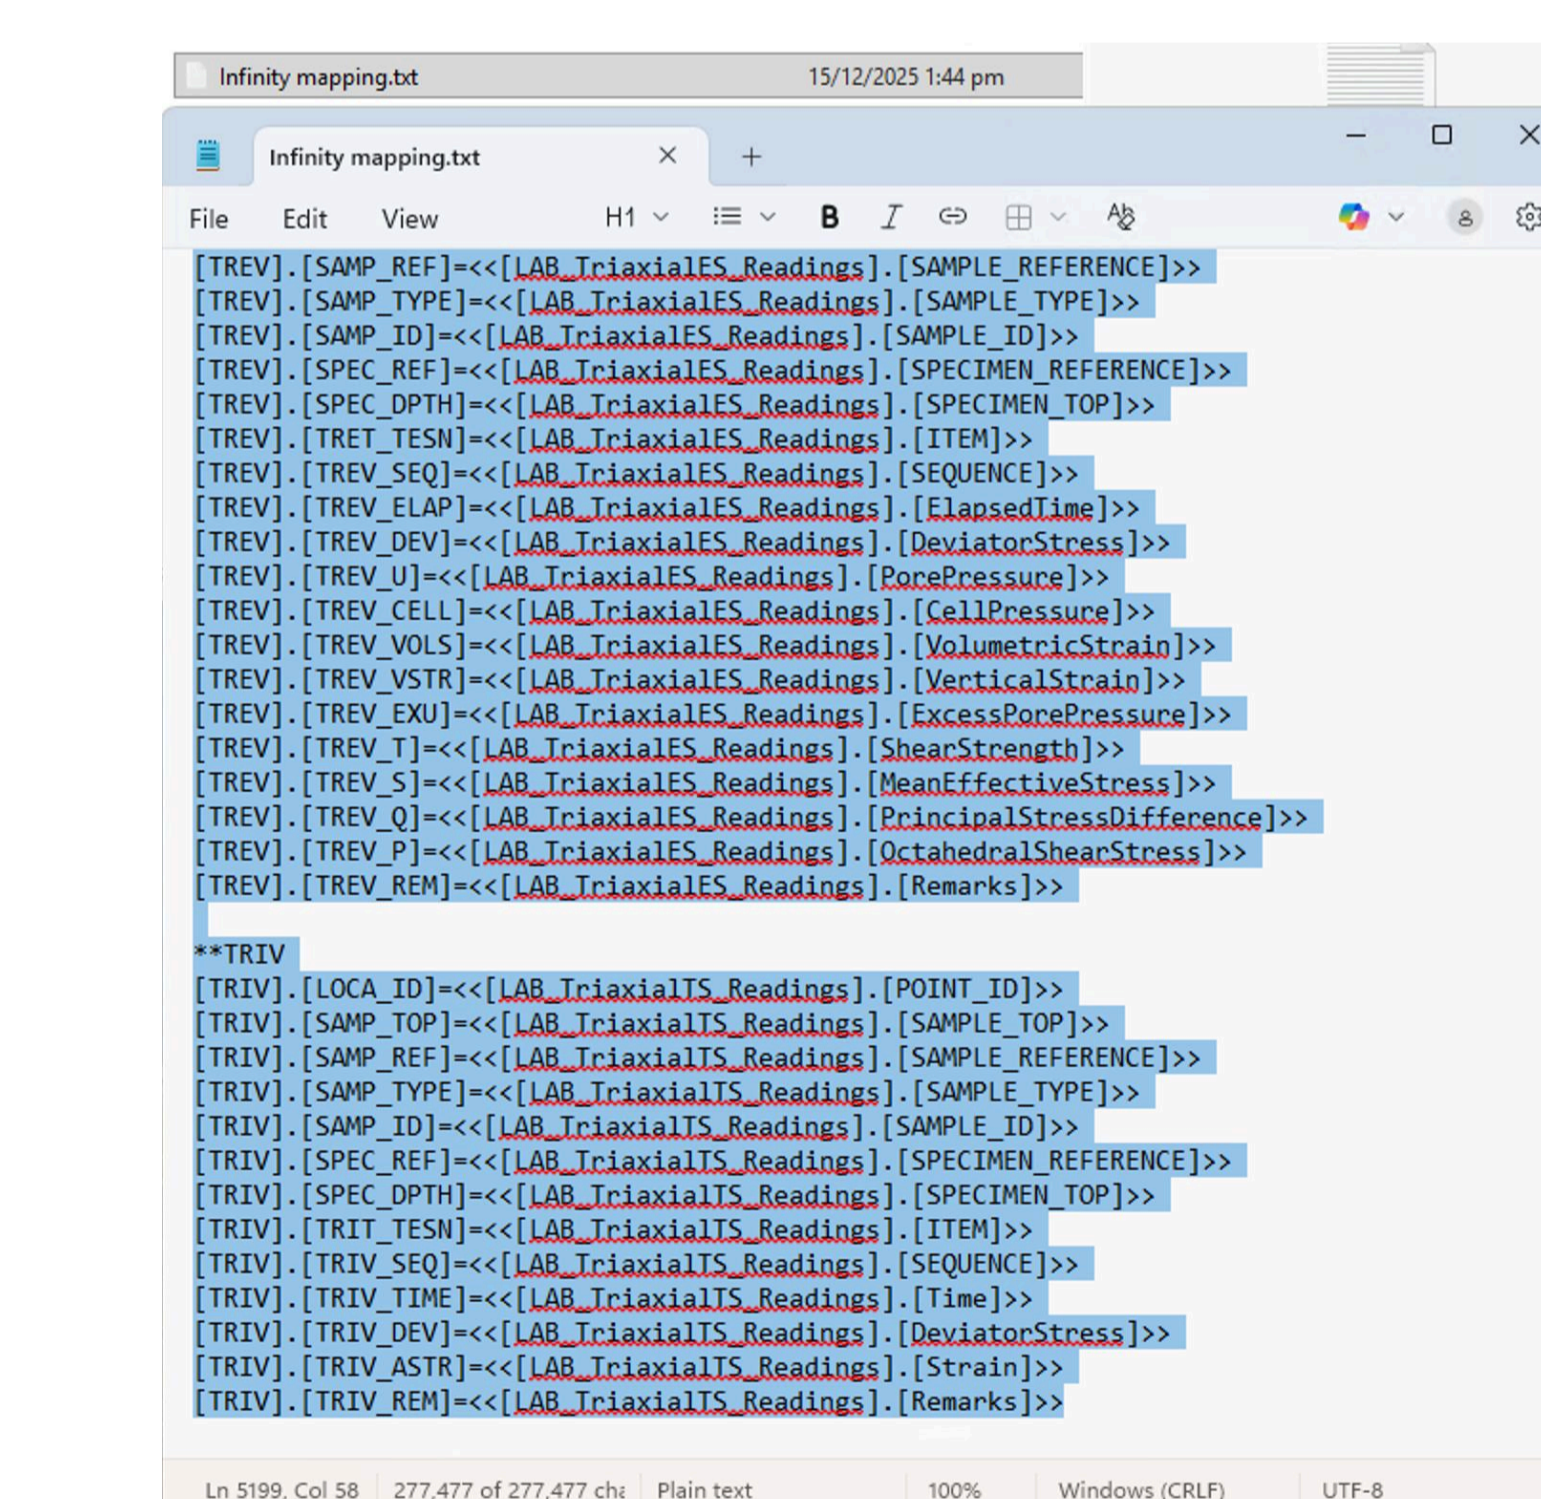 Infinity mapping.txt 15/12/2025 1:44 pm
Infinity mapping.txt
File Edit View H1 B I
[TREV].[SAMP_REF]=<<[LAB_TriaxialES_Readings].[SAMPLE_REFERENCE]>>
[TREV].[SAMP_TYPE]=<<[LAB_TriaxialES_Readings].[SAMPLE_TYPE]>>
[TREV].[SAMP_ID]=<<[LAB_TriaxialES_Readings].[SAMPLE_ID]>>
[TREV].[SPEC_REF]=<<[LAB_TriaxialES_Readings].[SPECIMEN_REFERENCE]>>
[TREV].[SPEC_DPTH]=<<[LAB_TriaxialES_Readings].[SPECIMEN_TOP]>>
[TREV].[TRET_TESN]=<<[LAB_TriaxialES_Readings].[ITEM]>>
[TREV].[TREV_SEQ]=<<[LAB_TriaxialES_Readings].[SEQUENCE]>>
[TREV].[TREV_ELAP]=<<[LAB_TriaxialES_Readings].[ElapsedTime]>>
[TREV].[TREV_DEV]=<<[LAB_TriaxialES_Readings].[DeviatorStress]>>
[TREV].[TREV_U]=<<[LAB_TriaxialES_Readings].[PorePressure]>>
[TREV].[TREV_CELL]=<<[LAB_TriaxialES_Readings].[CellPressure]>>
[TREV].[TREV_VOLS]=<<[LAB_TriaxialES_Readings].[VolumetricStrain]>>
[TREV].[TREV_VSTR]=<<[LAB_TriaxialES_Readings].[VerticalStrain]>>
[TREV].[TREV_EXU]=<<[LAB_TriaxialES_Readings].[ExcessPorePressure]>>
[TREV].[TREV_T]=<<[LAB_TriaxialES_Readings].[ShearStrength]>>
[TREV].[TREV_S]=<<[LAB_TriaxialES_Readings].[MeanEffectiveStress]>>
[TREV].[TREV_Q]=<<[LAB_TriaxialES_Readings].[PrincipalStressDifference]>>
[TREV].[TREV_P]=<<[LAB_TriaxialES_Readings].[OctahedralShearStress]>>
[TREV].[TREV_REM]=<<[LAB_TriaxialES_Readings].[Remarks]>>
**TRIV
[TRIV].[LOCA_ID]=<<[LAB_TriaxialTS_Readings].[POINT_ID]>>
[TRIV].[SAMP_TOP]=<<[LAB_TriaxialTS_Readings].[SAMPLE_TOP]>>
[TRIV].[SAMP_REF]=<<[LAB_TriaxialTS_Readings].[SAMPLE_REFERENCE]>>
[TRIV].[SAMP_TYPE]=<<[LAB_TriaxialTS_Readings].[SAMPLE_TYPE]>>
[TRIV].[SAMP_ID]=<<[LAB_TriaxialTS_Readings].[SAMPLE_ID]>>
[TRIV].[SPEC_REF]=<<[LAB_TriaxialTS_Readings].[SPECIMEN_REFERENCE]>>
[TRIV].[SPEC_DPTH]=<<[LAB_TriaxialTS_Readings].[SPECIMEN_TOP]>>
[TRIV].[TRIT_TESN]=<<[LAB_TriaxialTS_Readings].[ITEM]>>
[TRIV].[TRIV_SEQ]=<<[LAB_TriaxialTS_Readings].[SEQUENCE]>>
[TRIV].[TRIV_TIME]=<<[LAB_TriaxialTS_Readings].[Time]>>
[TRIV].[TRIV_DEV]=<<[LAB_TriaxialTS_Readings].[DeviatorStress]>>
[TRIV].[TRIV_ASTR]=<<[LAB_TriaxialTS_Readings].[Strain]>>
[TRIV].[TRIV_REM]=<<[LAB_TriaxialTS_Readings].[Remarks]>>
Ln 5199, Col 58 277,477 of 277,477 cha Plain text 100% Windows (CRLF) UTF-8